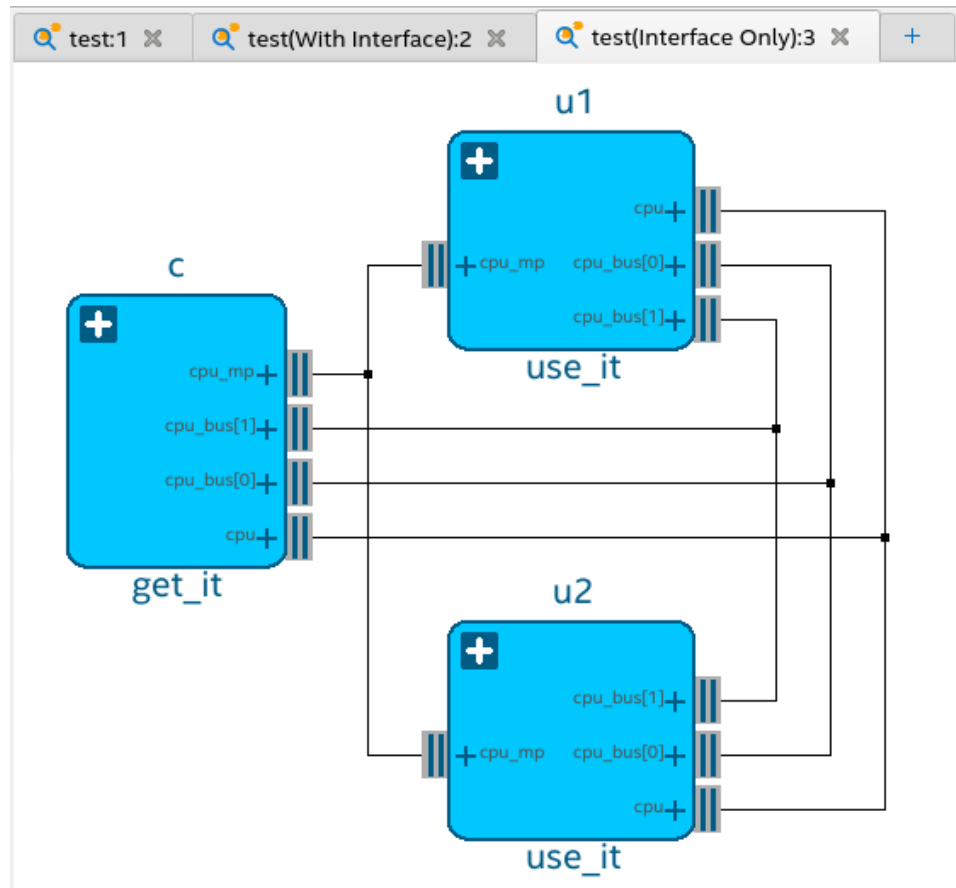 test:1
test(With Interface):2
test(Interface Only):3
+
u1
cpu
cpu_mp cpu_bus[0]
cpu_bus[1]
use_it
c
cpu_mp
cpu_bus[1]
cpu_bus[0]
cpu
get_it
u2
cpu_bus[1]
cpu_mp cpu_bus[0]
cpu
use_it